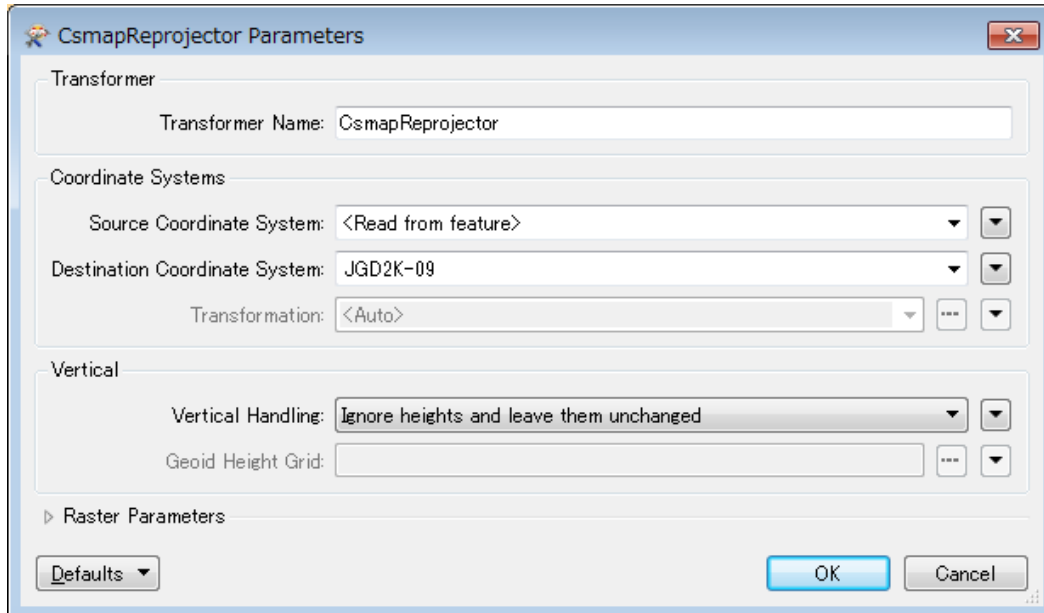 CsmapReprojector Parameters
Transformer
Transformer Name: CsmapReprojector
Coordinate Systems
Source Coordinate System: <Read from feature>
Destination Coordinate System: JGD2K-09
Transformation: <Auto>
Vertical
Vertical Handling: Ignore heights and leave them unchanged
Geoid Height Grid:
Raster Parameters
Defaults OK Cancel